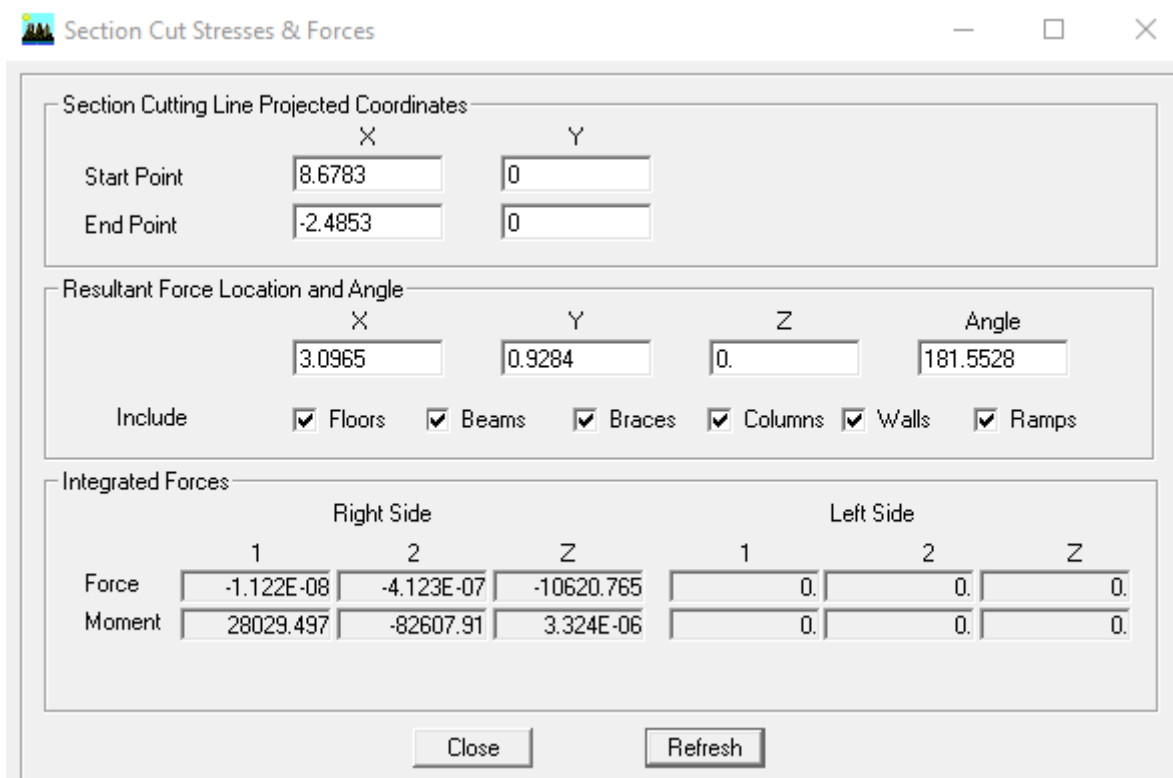 Section Cut Stresses & Forces
Section Cutting Line Projected Coordinates
X Y
Start Point 8.6783 0
End Point -2.4853 0
Resultant Force Location and Angle
X Y Z Angle
3.0965 0.9284 0. 181.5528
Include Floors Beams Braces Columns Walls Ramps
Integrated Forces
Right Side Left Side
1 2 Z 1 2 Z
Force -1.122E-08 -4.123E-07 -10620.765 0. 0. 0.
Moment 28029.497 -82607.91 3.324E-06 0. 0. 0.
Close Refresh